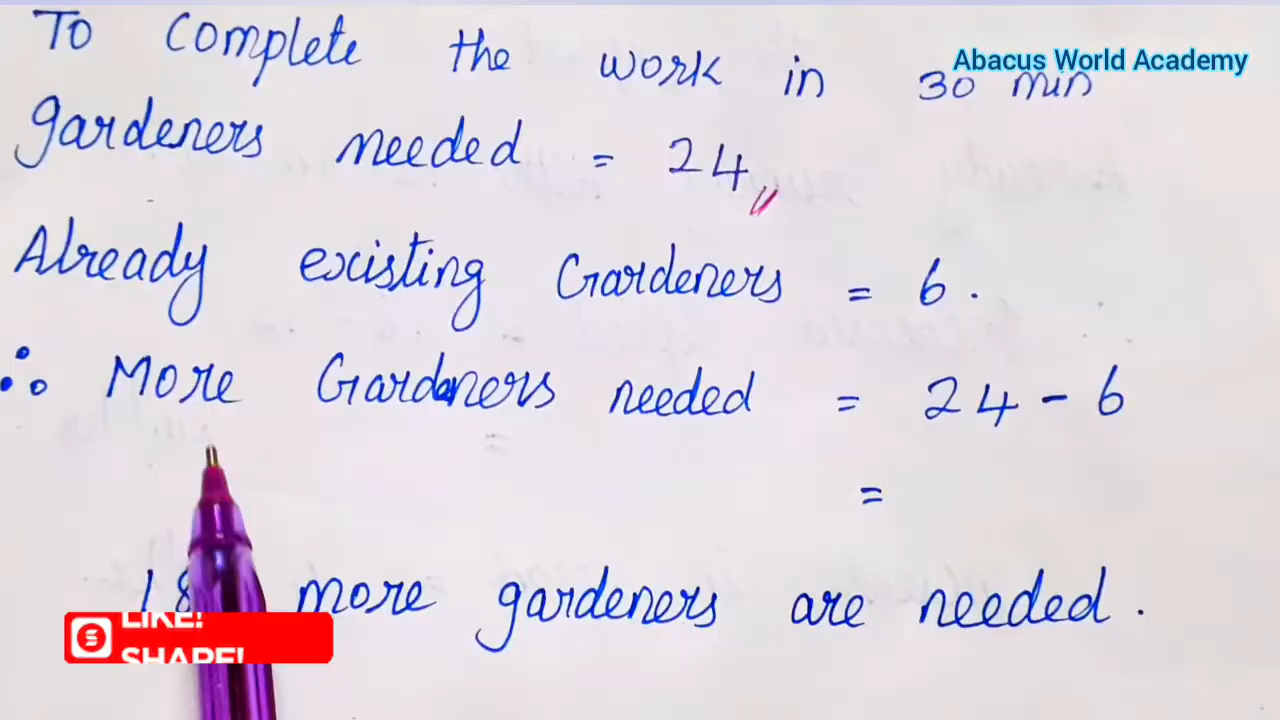 To complete the work in 30 min
Abacus World Academy
gardeners needed = 24
Already existing Gardeners = 6.
∴ More Gardeners needed = 24 - 6
=
18 more gardeners are needed.
LIKE!
SHARE!